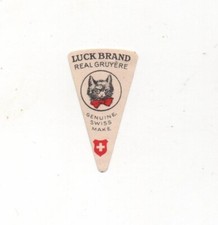 LUCK BRAND
REAL GRUYÈRE
GENUINE
SWISS
MAKE